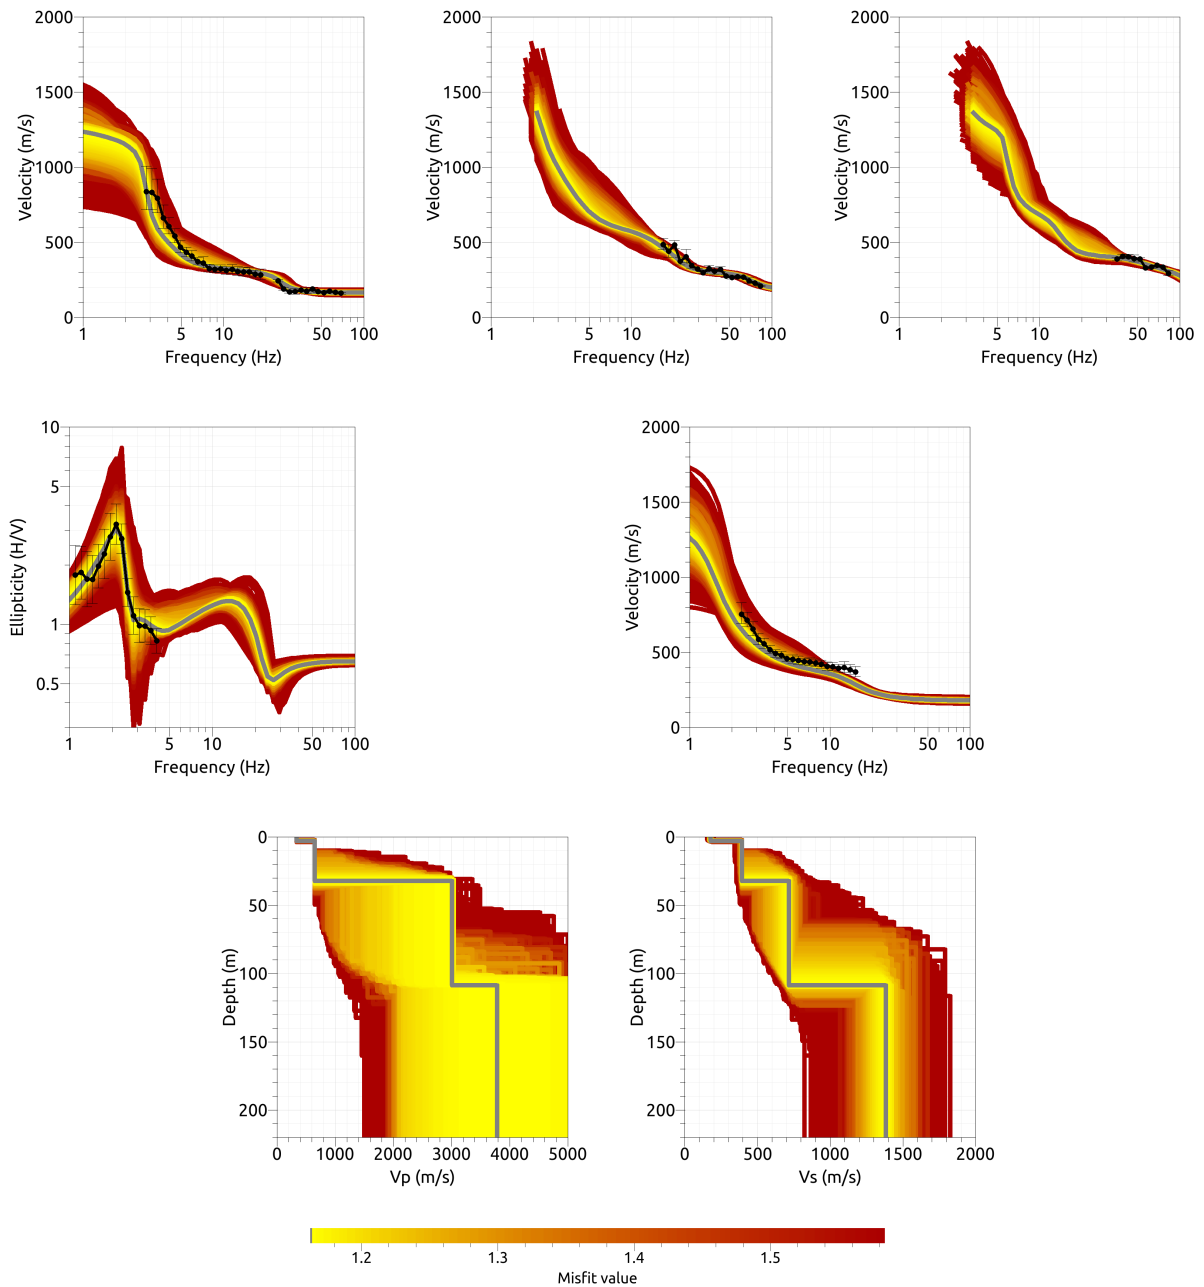 2000
1500
1000
500
0
Velocity (m/s)
1 5 10 50 100
Frequency (Hz)
2000
1500
1000
500
0
Velocity (m/s)
1 5 10 50 100
Frequency (Hz)
2000
1500
1000
500
0
Velocity (m/s)
1 5 10 50 100
Frequency (Hz)
10
5
1
0.5
Ellipticity (H/V)
1 5 10 50 100
Frequency (Hz)
2000
1500
1000
500
0
Velocity (m/s)
1 5 10 50 100
Frequency (Hz)
0
50
100
150
200
Depth (m)
0 1000 2000 3000 4000 5000
Vp (m/s)
0
50
100
150
200
Depth (m)
0 500 1000 1500 2000
Vs (m/s)
1.2 1.3 1.4 1.5
Misfit value